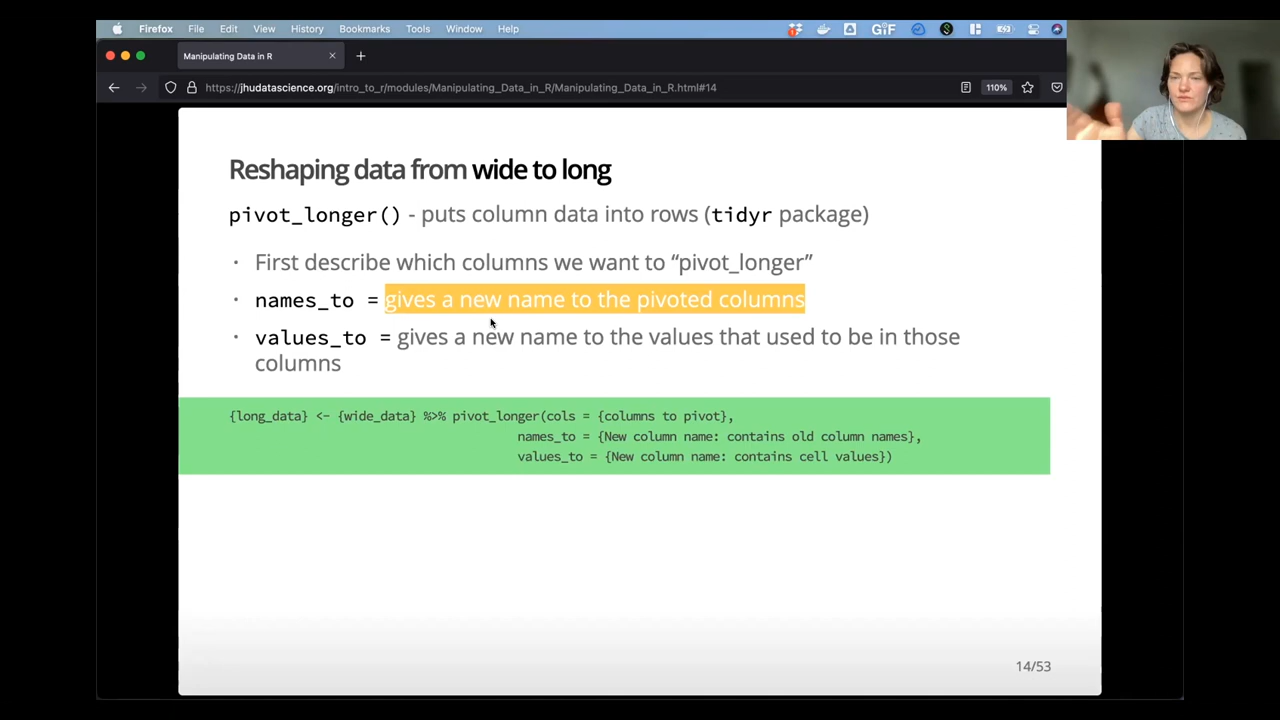 Firefox File Edit View History Bookmarks Tools Window Help
GIF
Manipulating Data in R
https://jhudatascience.org/intro_to_r/modules/Manipulating_Data_in_R/Manipulating_Data_in_R.html#14
110%
Reshaping data from wide to long
pivot_longer() - puts column data into rows (tidyr package)
· First describe which columns we want to “pivot_longer”
· names_to = gives a new name to the pivoted columns
· values_to = gives a new name to the values that used to be in those
columns
{long_data} <- {wide_data} %>% pivot_longer(cols = {columns to pivot},
names_to = {New column name: contains old column names},
values_to = {New column name: contains cell values})
14/53